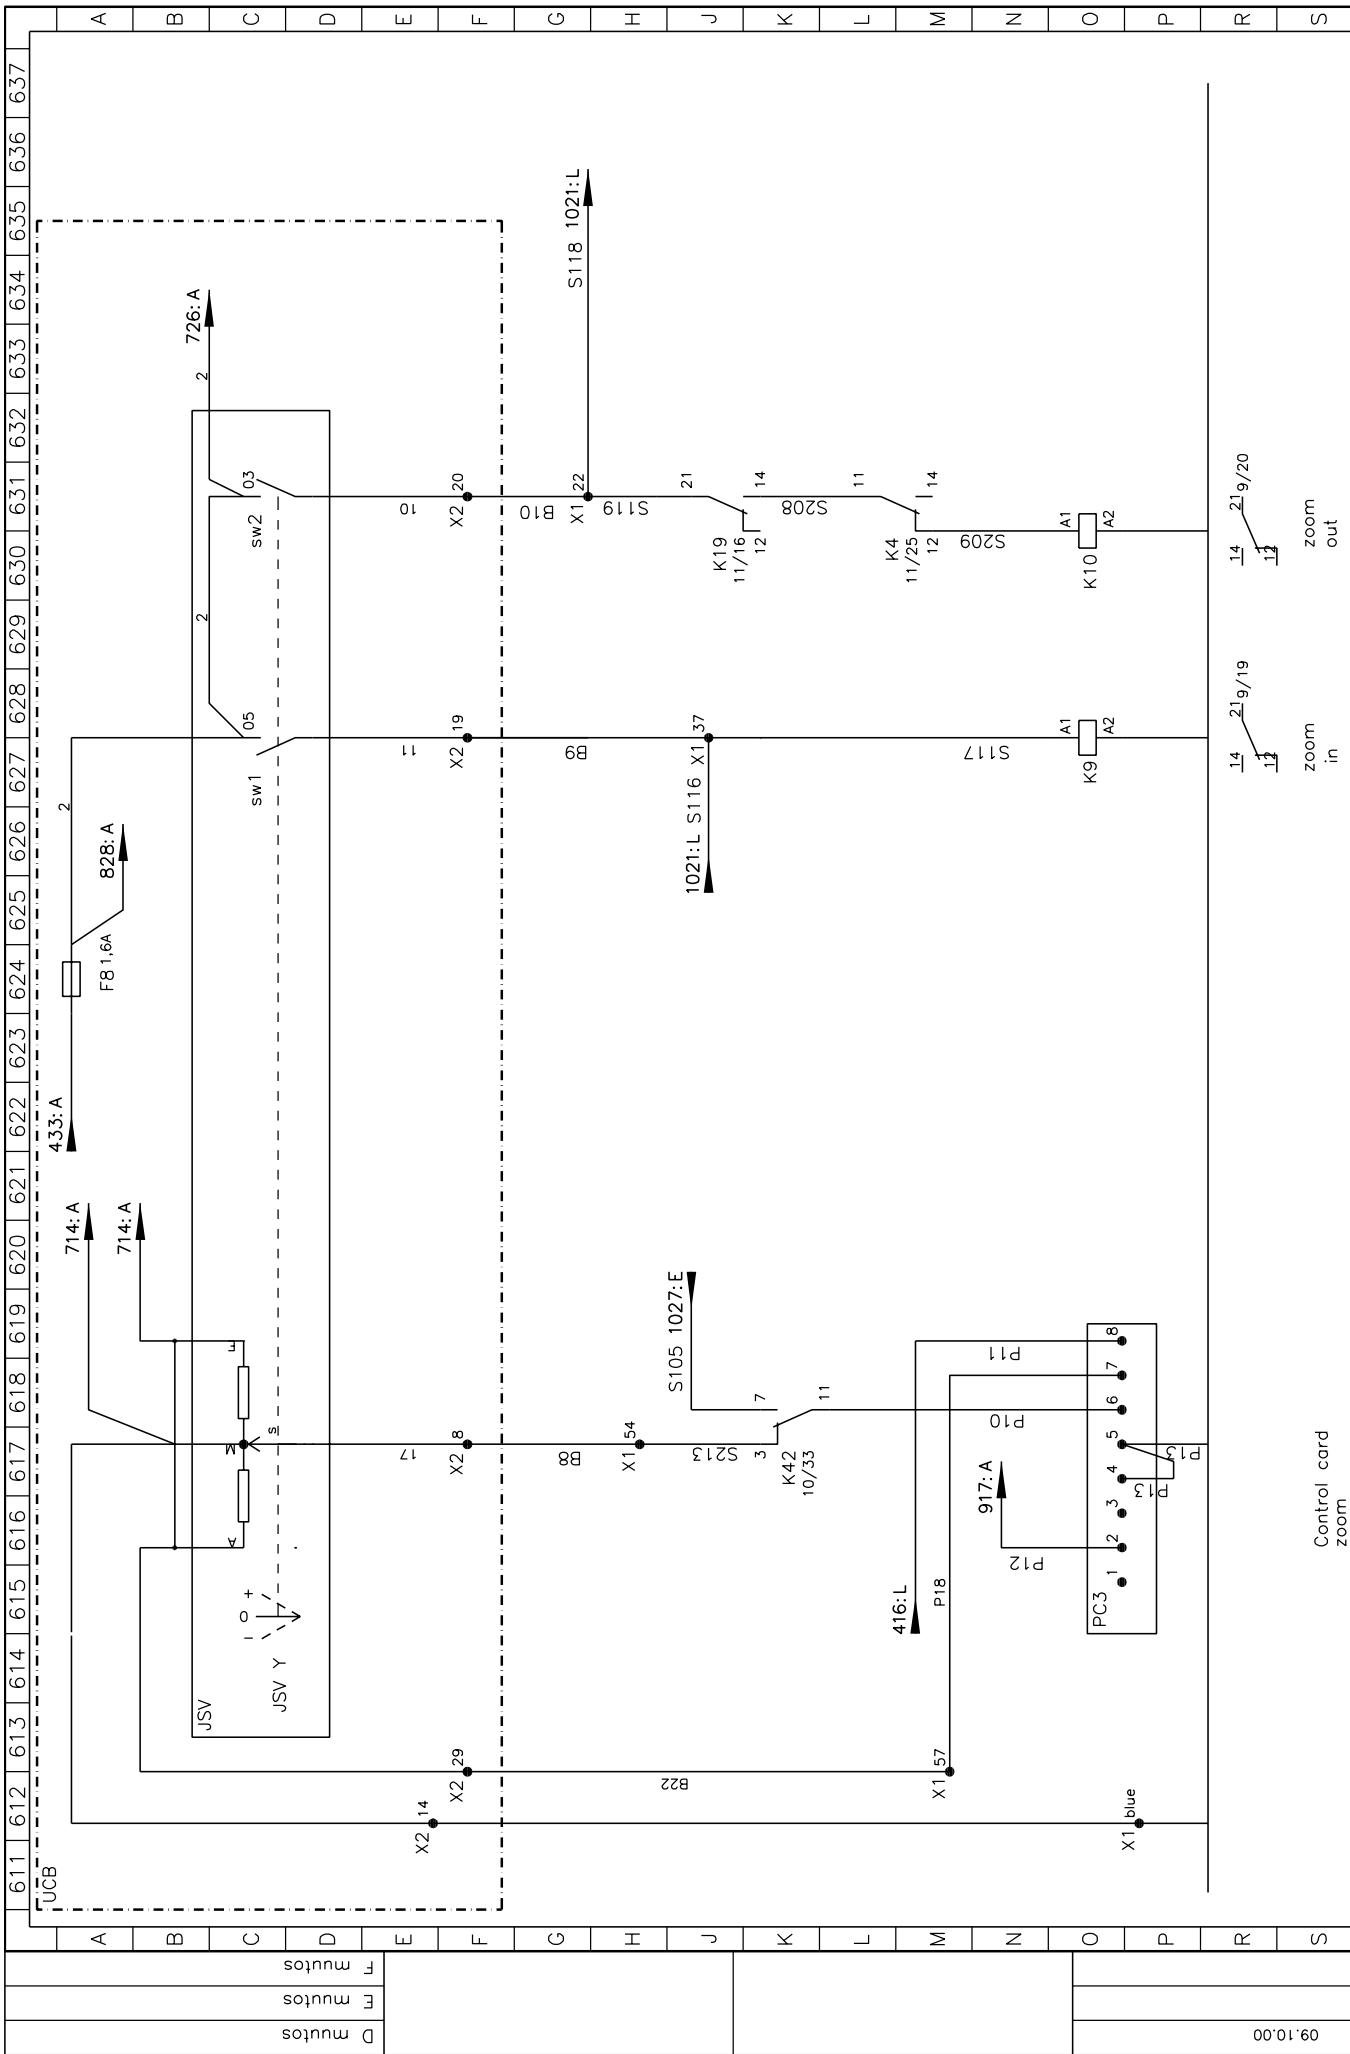 611 612 613 614 615 616 617 618 619 620 621 622 623 624 625 626 627 628 629 630 631 632 633 634 635 636 637
A
B
C
D
E
F
G
H
J
K
L
M
N
O
P
R
S
UCB
433:A
F8 1,6A
828:A
2
714:A
714:A
726:A
2
2
JSV
JSV Y
- 0 +
A
M
F
s
sw1
05
sw2
03
17
11
10
X2 14
X2 29
X2 8
X2 19
X2 20
B22
B8
B9
B10
X1 54
X1 22
S118 1021:L
S213
S119
S105 1027:E
1021:L S116 X1 37
21
K19
11/16
12
14
3
7
K42
10/33
11
S208
11
K4
11/25
12
14
416:L
P18
X1 57
917:A
P12
P10
P11
S117
S209
PC3
1 2 3 4 5 6 7 8
P13
P13
K9
A1
A2
K10
A1
A2
X1 blue
14
12
21 9/19
14
12
21 9/20
Control card
zoom
zoom
in
zoom
out
A
B
C
D
E
F
G
H
J
K
L
M
N
O
P
R
S
F muutos
E muutos
D muutos
09.10.00